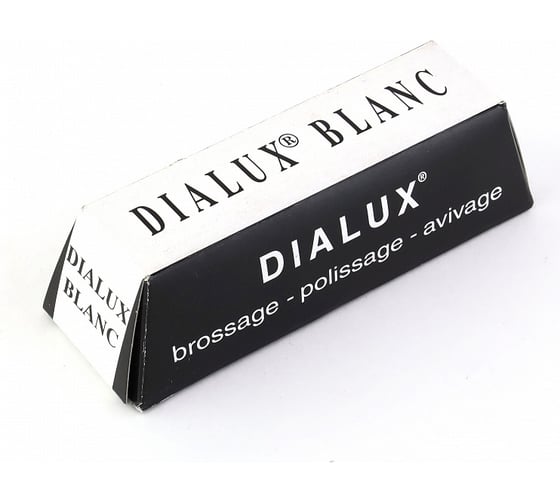 DIALUX® BLANC
DIALUX®
brossage - polissage - avivage
DIALUX
BLANC